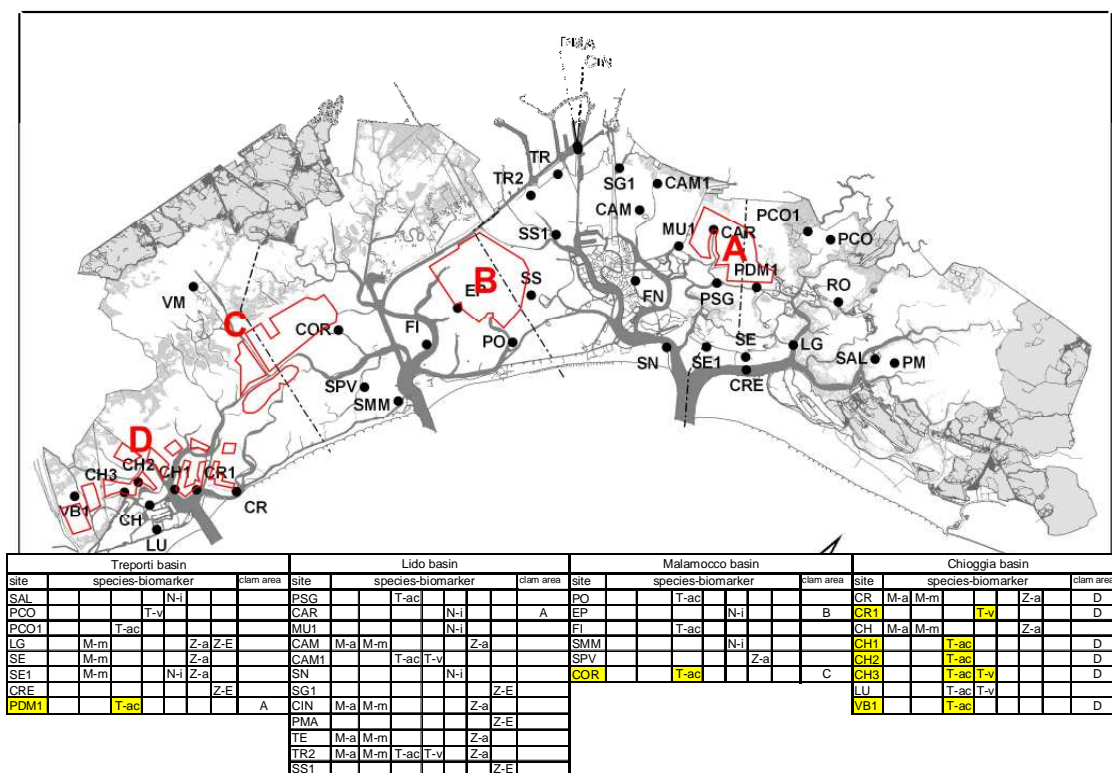 PMA
CIN
TR
TR2
SG1
CAM1
CAM
SS1
MU1
CAR
A
PCO1
PCO
PDM1
PSG
B
SS
EP
FN
RO
VM
C
COR
FI
PO
SN
SE1
SE
CRE
LG
SAL
PM
SPV
SMM
D
CH3
CH2
CH1
CR1
VB1
CH
CR
LU
Treporti basin
site species-biomarker clam area
SAL N-i
PCO T-v
PCO1 T-ac
LG M-m Z-a Z-E
SE M-m Z-a
SE1 M-m N-i Z-a
CRE Z-E
PDM1 T-ac A
Lido basin
site species-biomarker clam area
PSG T-ac
CAR N-i A
MU1 N-i
CAM M-a M-m Z-a
CAM1 T-ac T-v
SN N-i
SG1 Z-E
CIN M-a M-m Z-a
PMA Z-E
TE M-a M-m Z-a
TR2 M-a M-m T-ac T-v Z-a
SS1 Z-E
Malamocco basin
site species-biomarker clam area
PO T-ac
EP N-i B
FI T-ac
SMM N-i
SPV Z-a
COR T-ac C
Chioggia basin
site species-biomarker clam area
CR M-a M-m Z-a D
CR1 T-v D
CH M-a M-m Z-a
CH1 T-ac D
CH2 T-ac D
CH3 T-ac T-v D
LU T-ac T-v
VB1 T-ac D